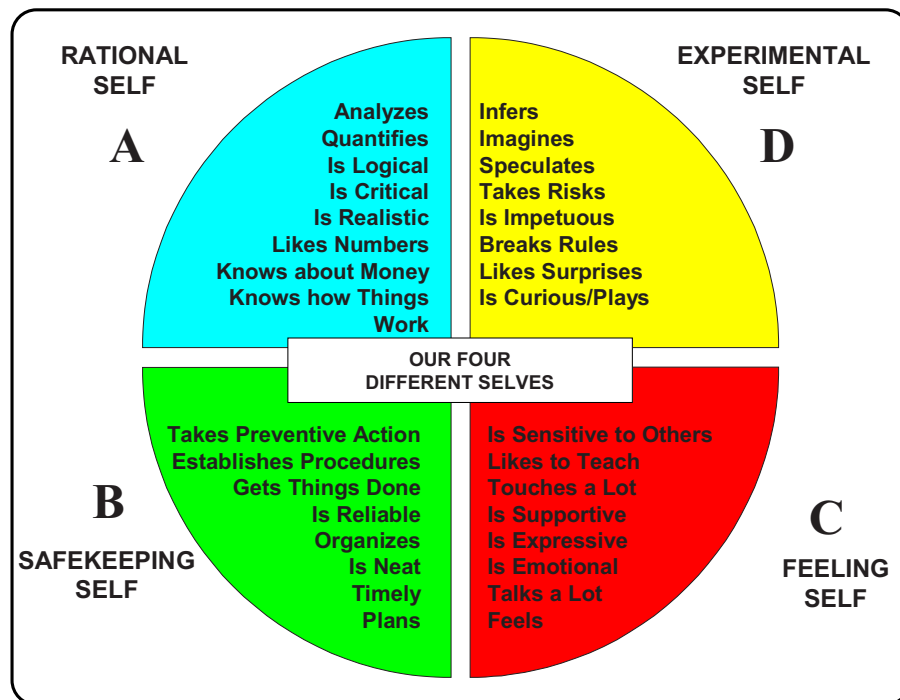 RATIONAL
SELF
A
Analyzes
Quantifies
Is Logical
Is Critical
Is Realistic
Likes Numbers
Knows about Money
Knows how Things
Work
EXPERIMENTAL
SELF
D
Infers
Imagines
Speculates
Takes Risks
Is Impetuous
Breaks Rules
Likes Surprises
Is Curious/Plays
OUR FOUR
DIFFERENT SELVES
B
SAFEKEEPING
SELF
Takes Preventive Action
Establishes Procedures
Gets Things Done
Is Reliable
Organizes
Is Neat
Timely
Plans
Is Sensitive to Others
Likes to Teach
Touches a Lot
Is Supportive
Is Expressive
Is Emotional
Talks a Lot
Feels
C
FEELING
SELF